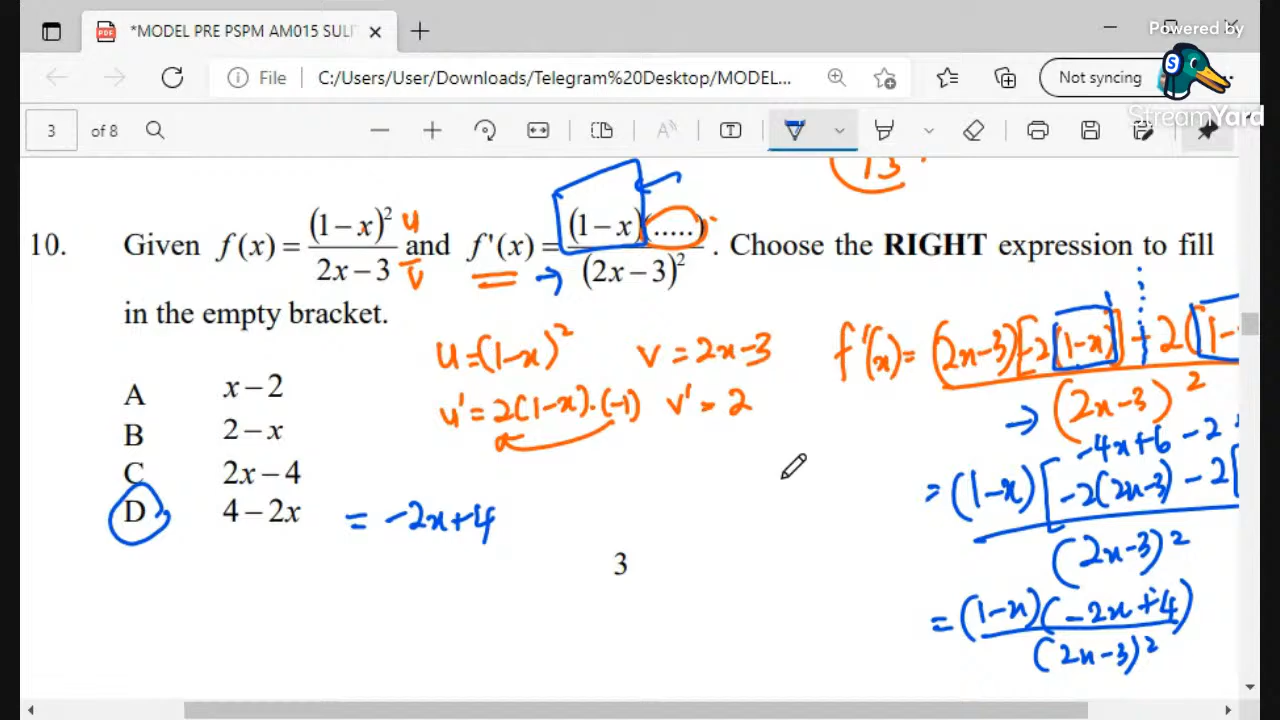 Powered by
*MODEL PRE PSPM AM015 SULI
File C:/Users/User/Downloads/Telegram%20Desktop/MODEL... Not syncing
StreamYard
3 of 8
13
10. Given f(x) = (1−x)² / 2x−3 and f'(x) = (1−x)(.....) / (2x−3)² . Choose the RIGHT expression to fill
u
v
in the empty bracket.
u = (1−x)² v = 2x−3 f'(x) = (2x−3)[−2(1−x)] − 2(1− / (2x−3)²
u' = 2(1−x)·(−1) v' = 2
A x − 2
B 2 − x
C 2x − 4
D 4 − 2x = −2x+4
−4x+6 −2
= (1−x)[−2(2x−3) − 2[ / (2x−3)²
= (1−x)(−2x+4) / (2x−3)²
3